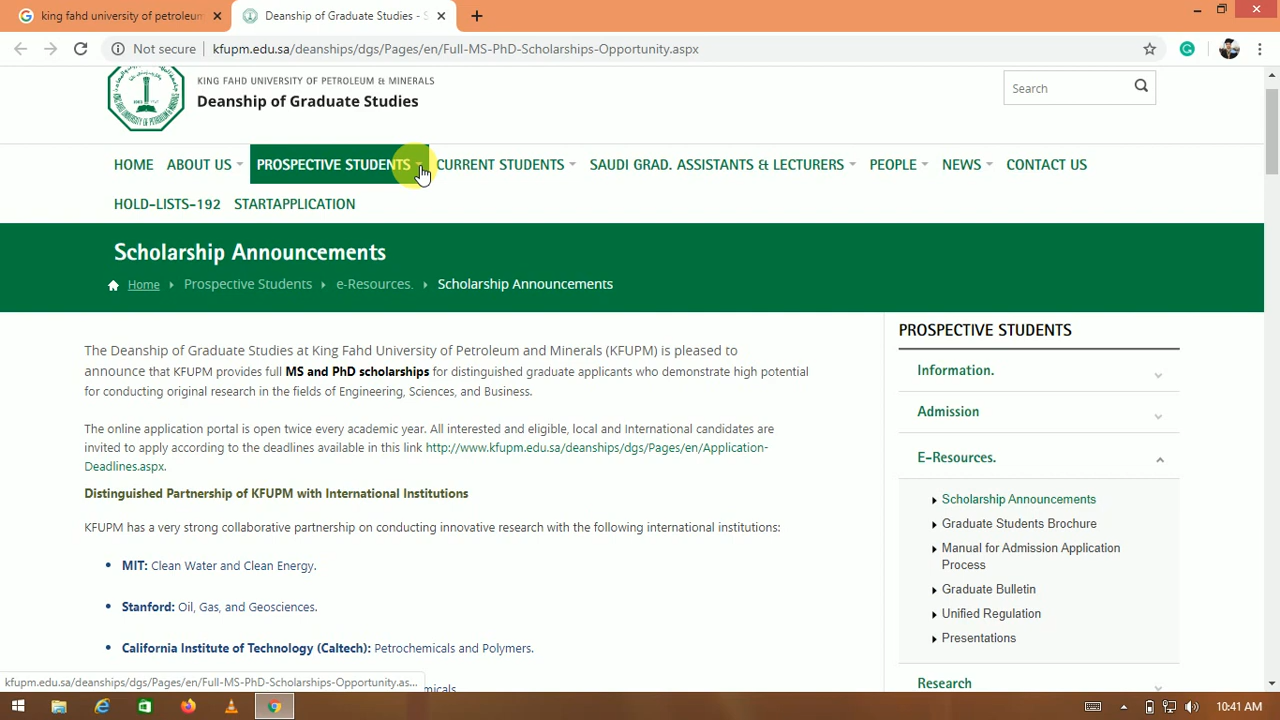 king fahd university of petroleum
Deanship of Graduate Studies - S
Not secure
kfupm.edu.sa/deanships/dgs/Pages/en/Full-MS-PhD-Scholarships-Opportunity.aspx
KING FAHD UNIVERSITY OF PETROLEUM & MINERALS
Deanship of Graduate Studies
Search
HOME ABOUT US PROSPECTIVE STUDENTS CURRENT STUDENTS SAUDI GRAD. ASSISTANTS & LECTURERS PEOPLE NEWS CONTACT US
HOLD-LISTS-192 STARTAPPLICATION
Scholarship Announcements
Home Prospective Students e-Resources. Scholarship Announcements
The Deanship of Graduate Studies at King Fahd University of Petroleum and Minerals (KFUPM) is pleased to
announce that KFUPM provides full MS and PhD scholarships for distinguished graduate applicants who demonstrate high potential
for conducting original research in the fields of Engineering, Sciences, and Business.
The online application portal is open twice every academic year. All interested and eligible, local and International candidates are
invited to apply according to the deadlines available in this link http://www.kfupm.edu.sa/deanships/dgs/Pages/en/Application-
Deadlines.aspx.
Distinguished Partnership of KFUPM with International Institutions
KFUPM has a very strong collaborative partnership on conducting innovative research with the following international institutions:
• MIT: Clean Water and Clean Energy.
• Stanford: Oil, Gas, and Geosciences.
• California Institute of Technology (Caltech): Petrochemicals and Polymers.
PROSPECTIVE STUDENTS
Information.
Admission
E-Resources.
Scholarship Announcements
Graduate Students Brochure
Manual for Admission Application
Process
Graduate Bulletin
Unified Regulation
Presentations
Research
kfupm.edu.sa/deanships/dgs/Pages/en/Full-MS-PhD-Scholarships-Opportunity.as...
10:41 AM